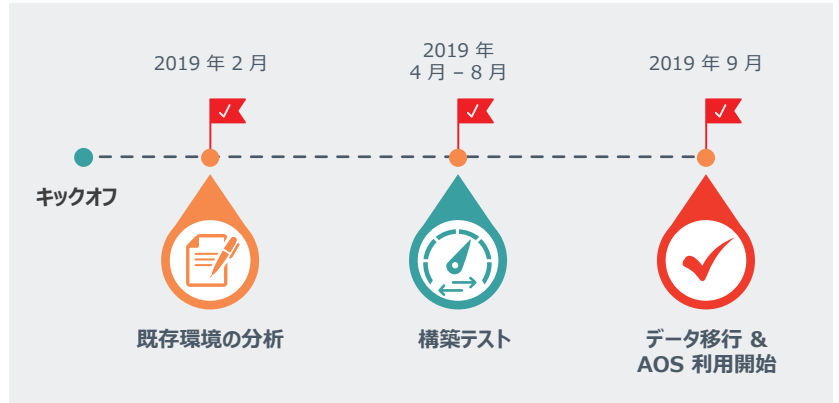 2019 年 2 月
2019 年
4 月 – 8 月
2019 年 9 月
キックオフ
既存環境の分析
構築テスト
データ移行 &
AOS 利用開始